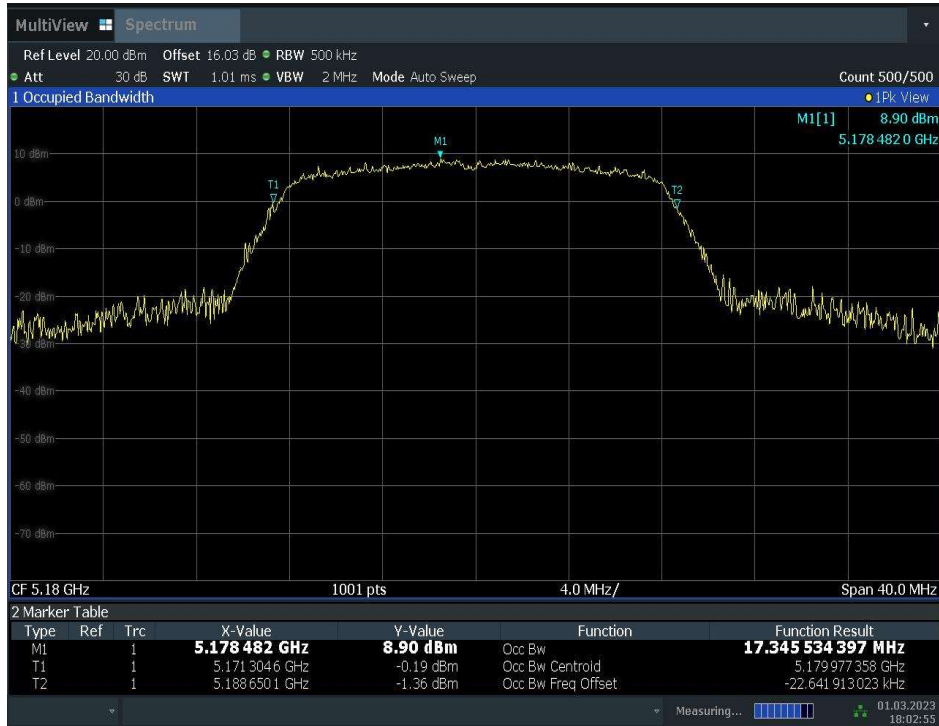 MultiView Spectrum
Ref Level 20.00 dBm Offset 16.03 dB RBW 500 kHz
Att 30 dB SWT 1.01 ms VBW 2 MHz Mode Auto Sweep Count 500/500
1 Occupied Bandwidth 1Pk View
M1[1] 8.90 dBm
5.178 482 0 GHz
M1
10 dBm
T1
T2
0 dBm
-10 dBm
-20 dBm
-30 dBm
-40 dBm
-50 dBm
-60 dBm
-70 dBm
CF 5.18 GHz 1001 pts 4.0 MHz/ Span 40.0 MHz
2 Marker Table
Type Ref Trc X-Value Y-Value Function Function Result
M1 1 5.178 482 GHz 8.90 dBm Occ Bw 17.345 534 397 MHz
T1 1 5.171 304 6 GHz -0.19 dBm Occ Bw Centroid 5.179 977 358 GHz
T2 1 5.188 650 1 GHz -1.36 dBm Occ Bw Freq Offset -22.641 913 023 kHz
Measuring... 01.03.2023
18:02:55